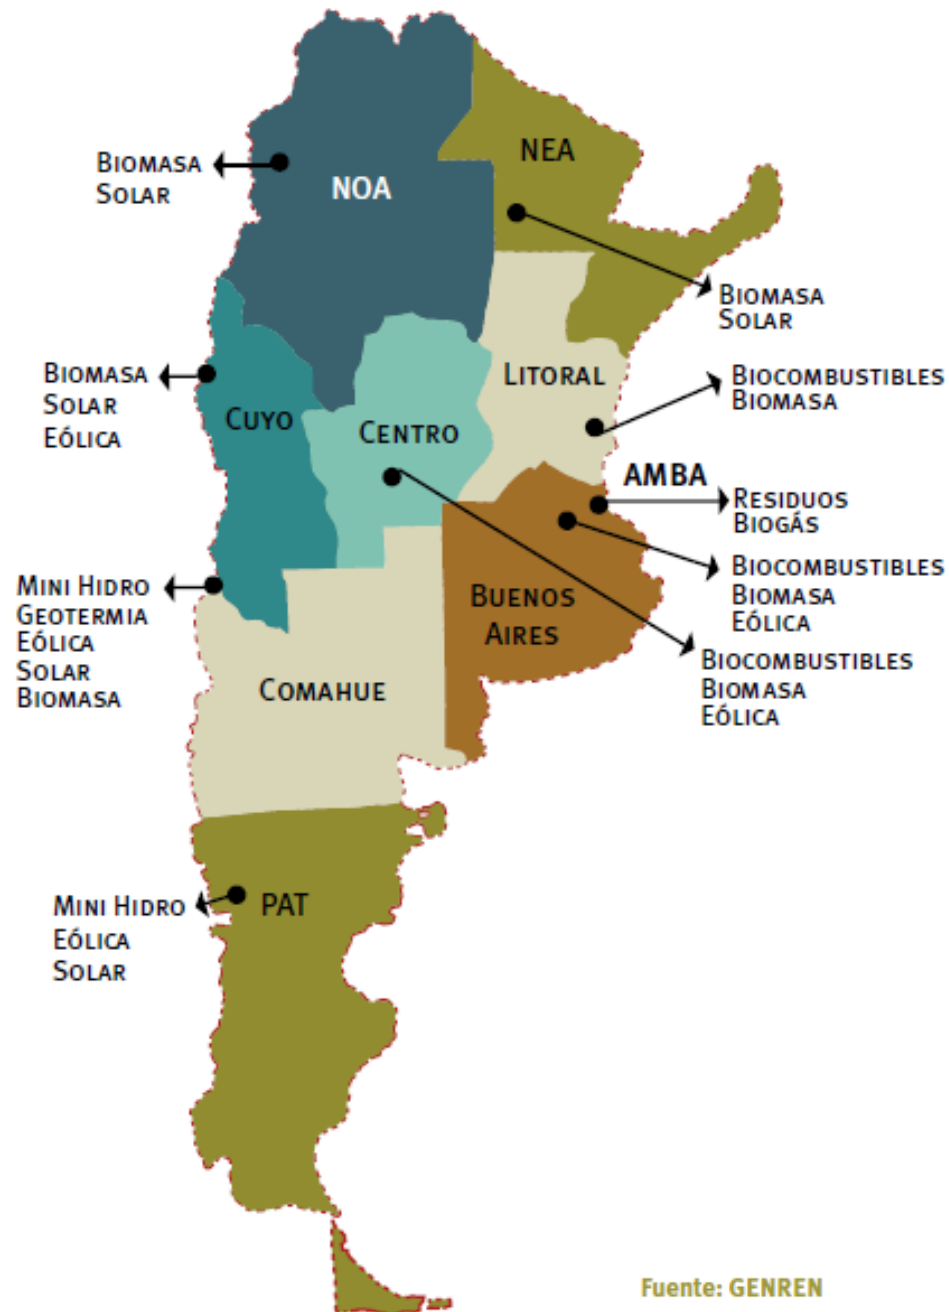 NEA
BIOMASA
SOLAR
NOA
BIOMASA
SOLAR
BIOMASA
SOLAR
EÓLICA
CUYO
CENTRO
LITORAL
BIOCOMBUSTIBLES
BIOMASA
AMBA
RESIDUOS
BIOGÁS
BIOCOMBUSTIBLES
BIOMASA
EÓLICA
BUENOS
AIRES
BIOCOMBUSTIBLES
BIOMASA
EÓLICA
MINI HIDRO
GEOTERMIA
EÓLICA
SOLAR
BIOMASA
COMAHUE
MINI HIDRO
EÓLICA
SOLAR
PAT
Fuente: GENREN